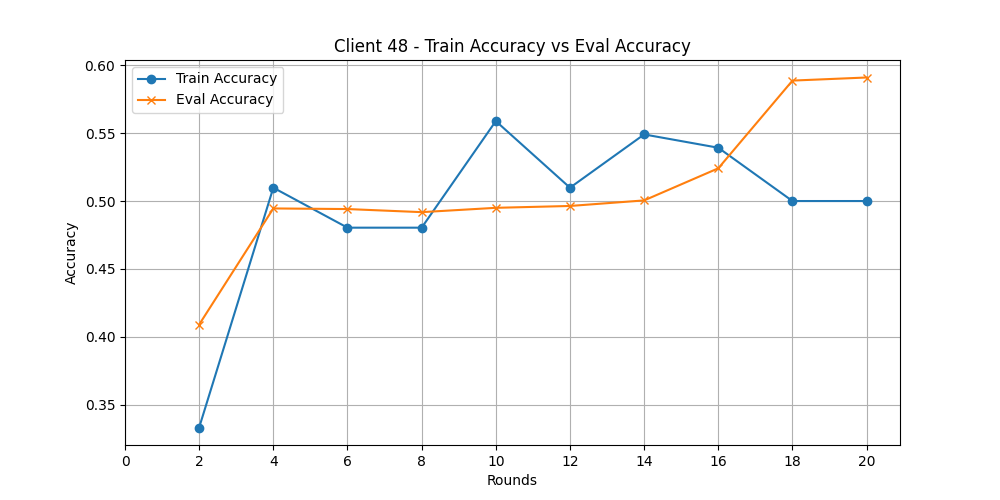 Client 48 - Train Accuracy vs Eval Accuracy
Train Accuracy
Eval Accuracy
0.60
0.55
0.50
0.45
0.40
0.35
Accuracy
0 2 4 6 8 10 12 14 16 18 20
Rounds